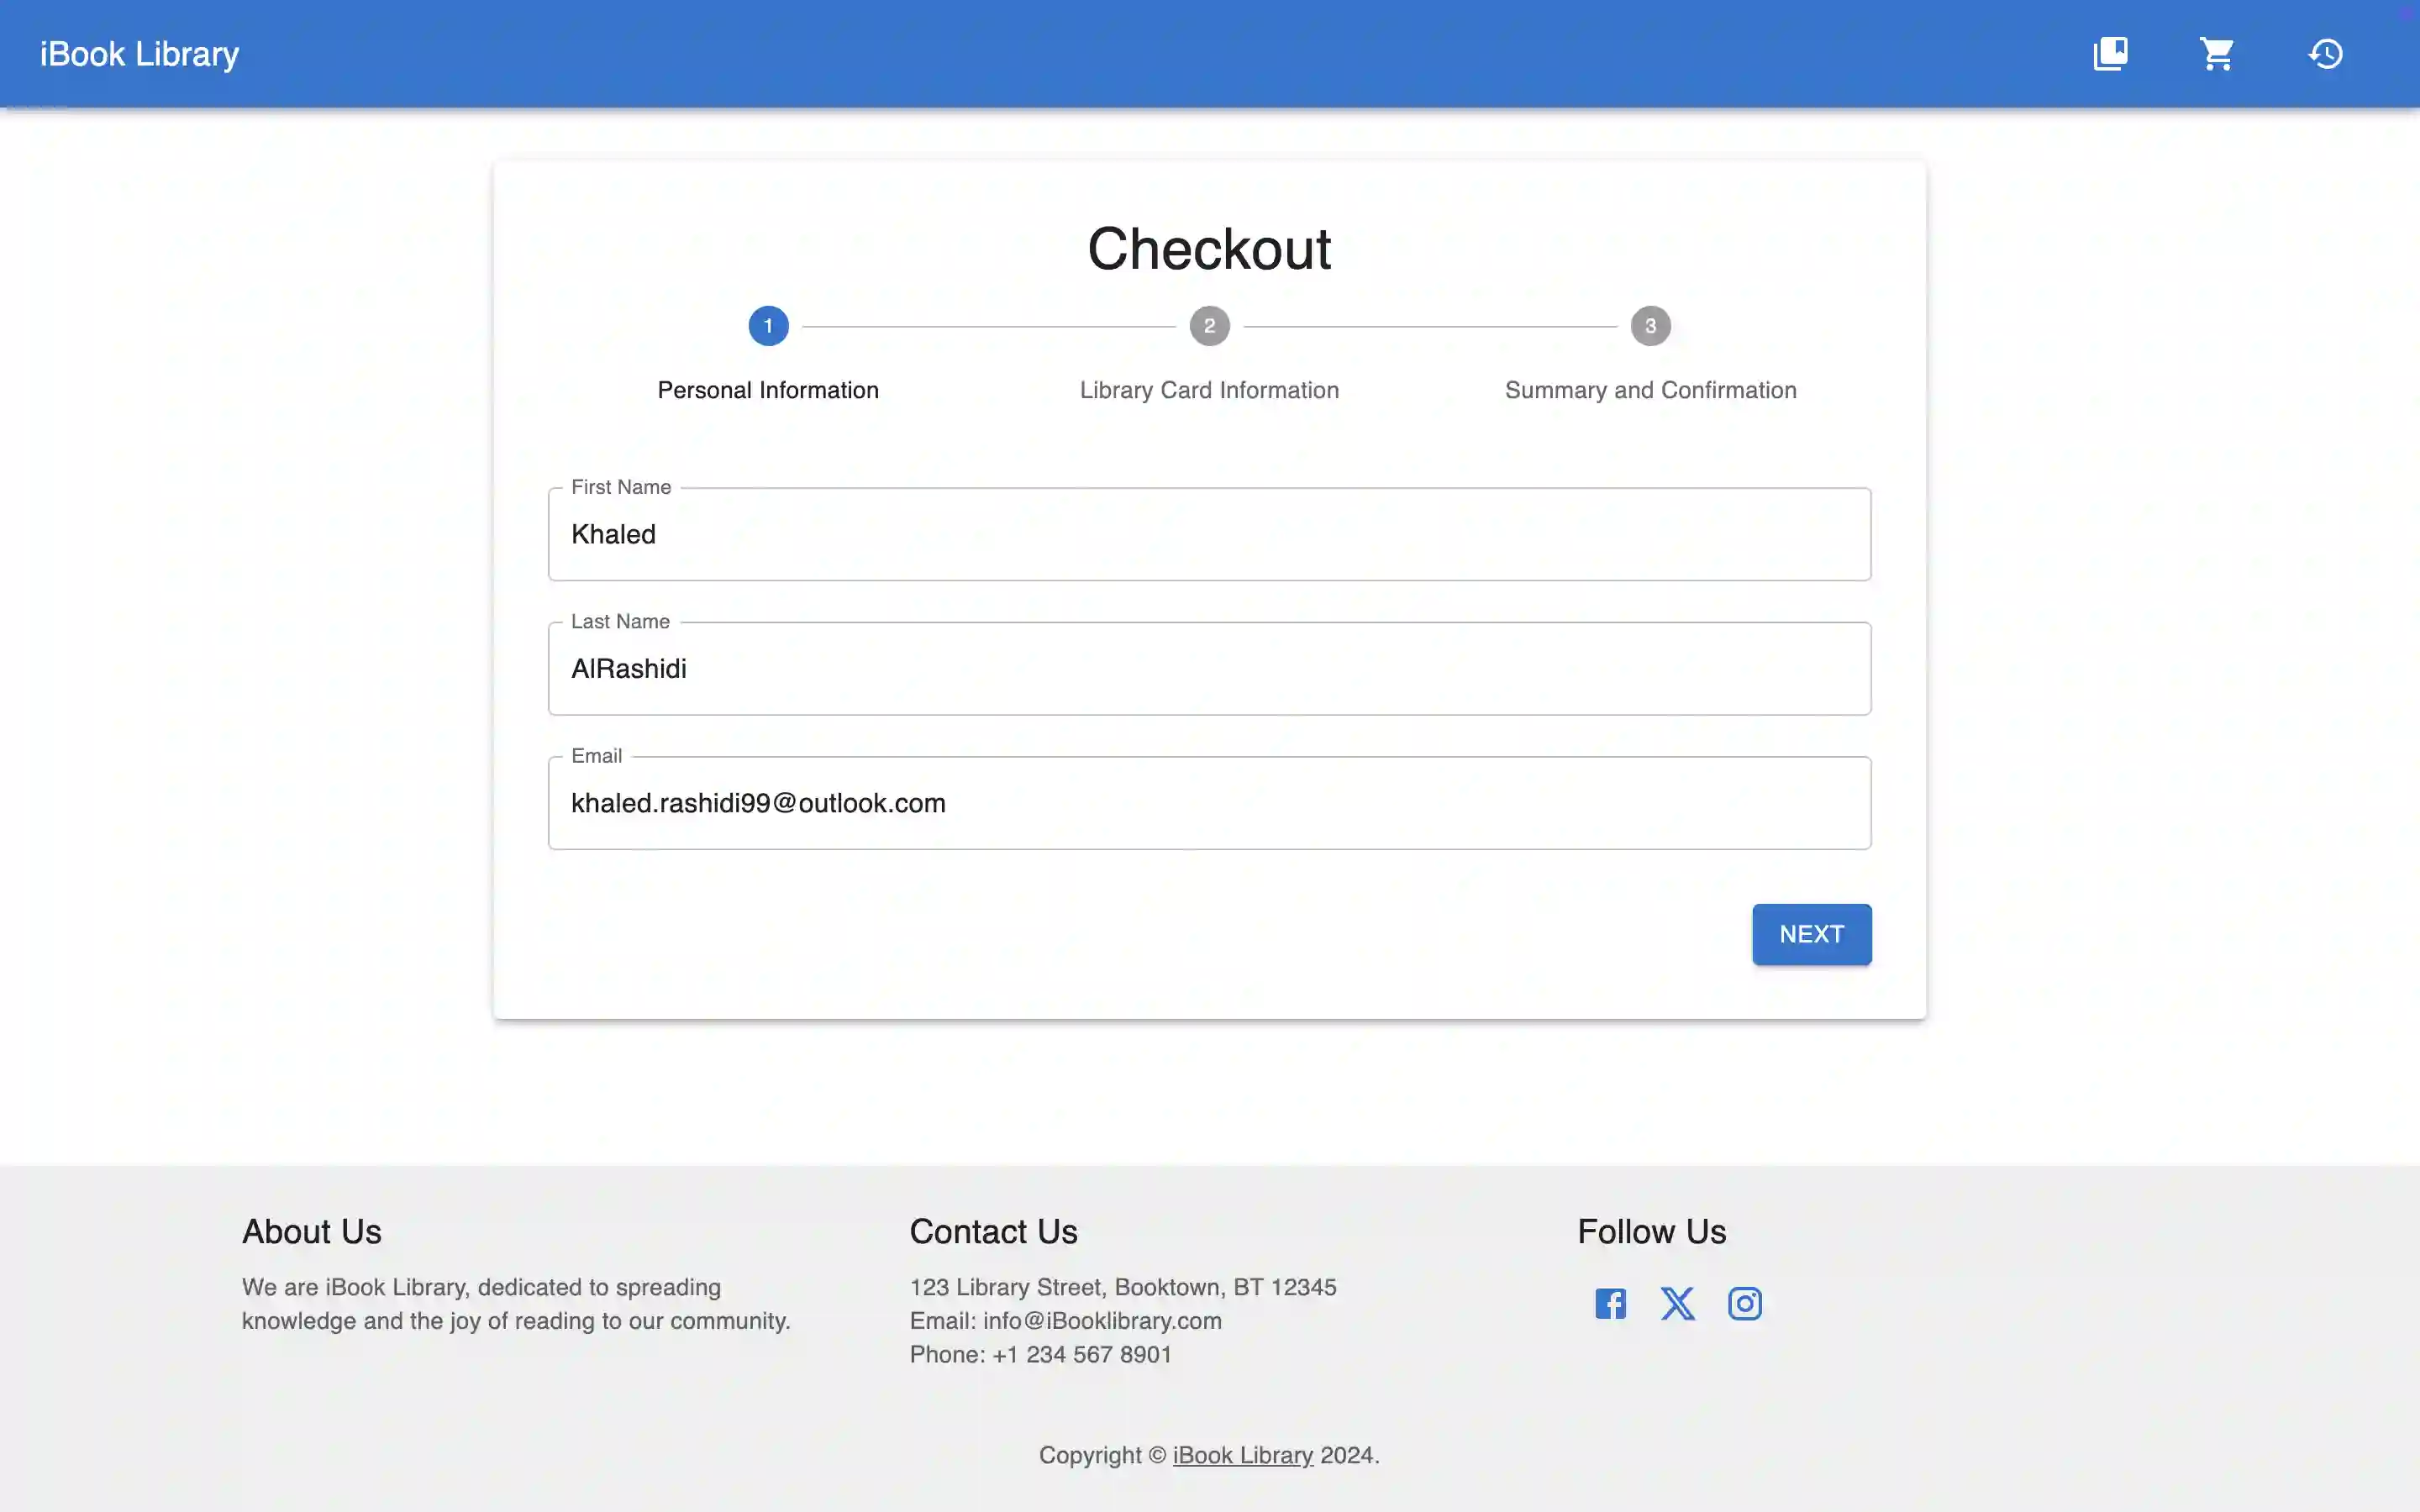 iBook Library
Checkout
1
2
3
Personal Information
Library Card Information
Summary and Confirmation
First Name
Khaled
Last Name
AlRashidi
Email
khaled.rashidi99@outlook.com
NEXT
About Us
We are iBook Library, dedicated to spreading
knowledge and the joy of reading to our community.
Contact Us
123 Library Street, Booktown, BT 12345
Email: info@iBooklibrary.com
Phone: +1 234 567 8901
Follow Us
Copyright © iBook Library 2024.